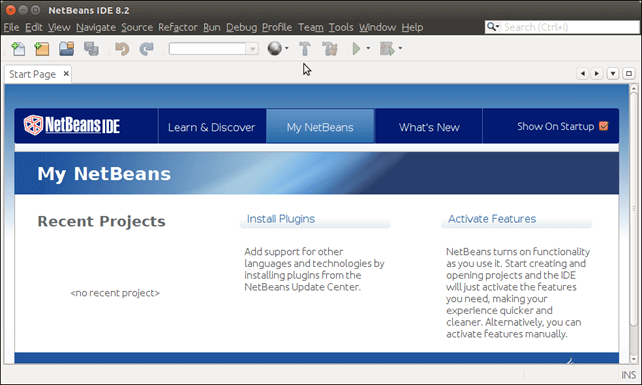 NetBeans IDE 8.2
File Edit View Navigate Source Refactor Run Debug Profile Team Tools Window Help
Search (Ctrl+I)
Start Page
NetBeans IDE
Learn & Discover
My NetBeans
What's New
Show On Startup
My NetBeans
Recent Projects
<no recent project>
Install Plugins
Add support for other
languages and technologies by
installing plugins from the
NetBeans Update Center.
Activate Features
NetBeans turns on functionality
as you use it. Start creating and
opening projects and the IDE
will just activate the features
you need, making your
experience quicker and
cleaner. Alternatively, you can
activate features manually.
INS